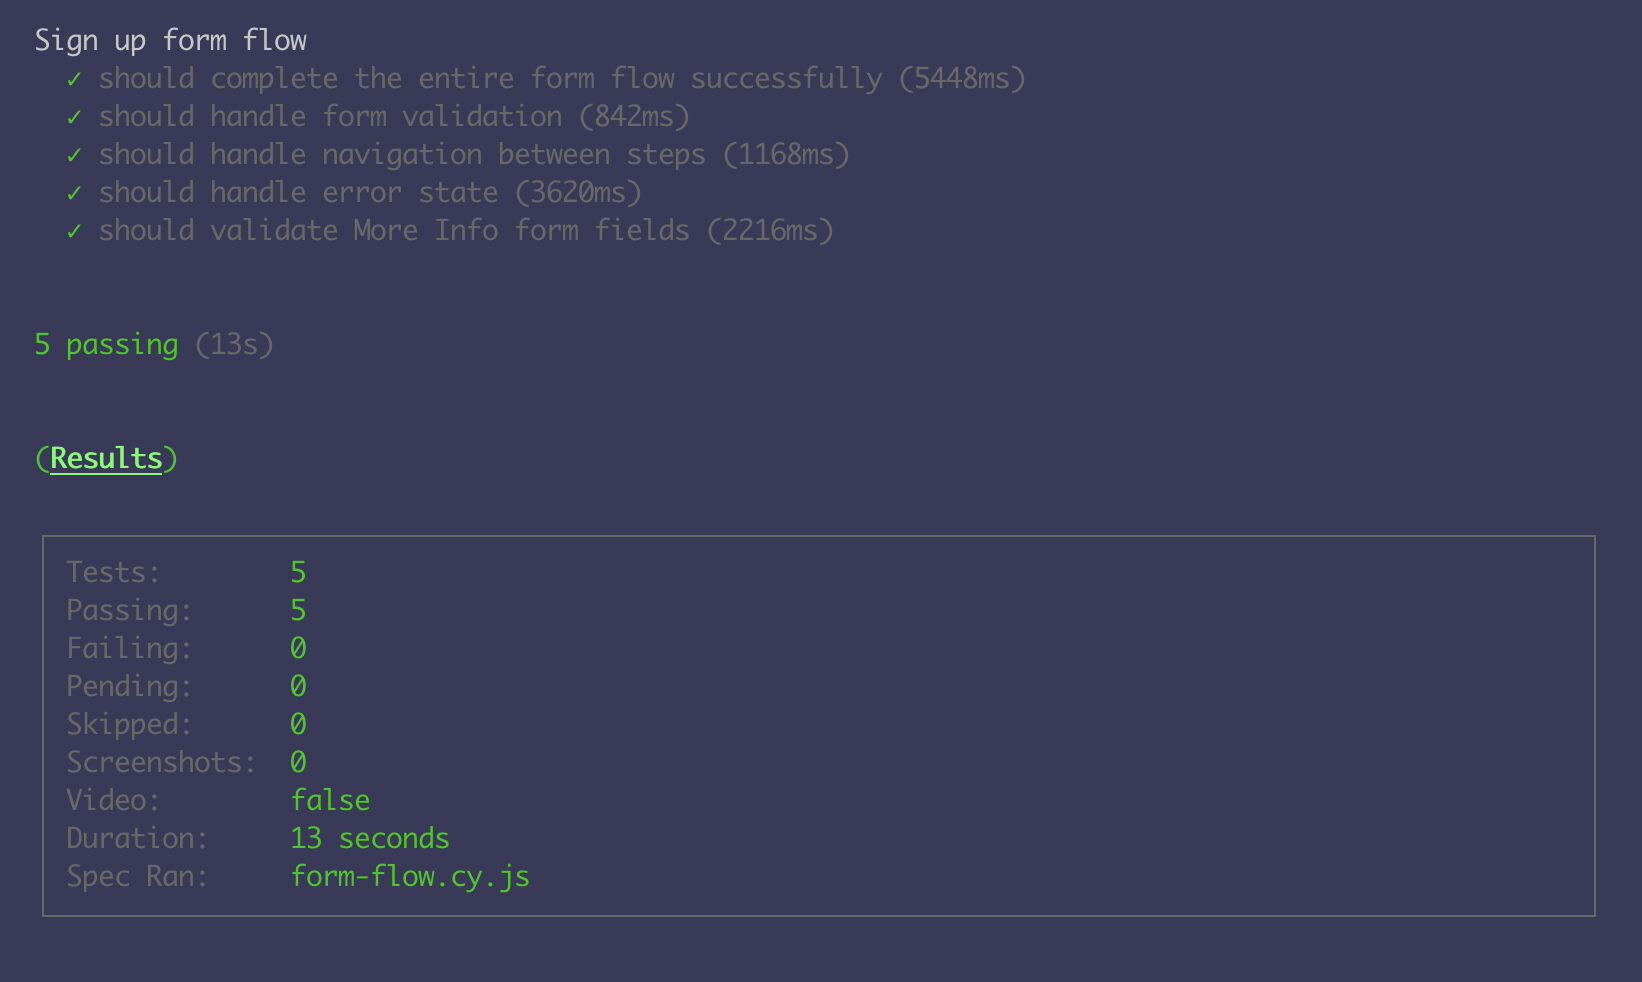 Sign up form flow
✓ should complete the entire form flow successfully (5448ms)
✓ should handle form validation (842ms)
✓ should handle navigation between steps (1168ms)
✓ should handle error state (3620ms)
✓ should validate More Info form fields (2216ms)
5 passing (13s)
(Results)
Tests: 5
Passing: 5
Failing: 0
Pending: 0
Skipped: 0
Screenshots: 0
Video: false
Duration: 13 seconds
Spec Ran: form-flow.cy.js